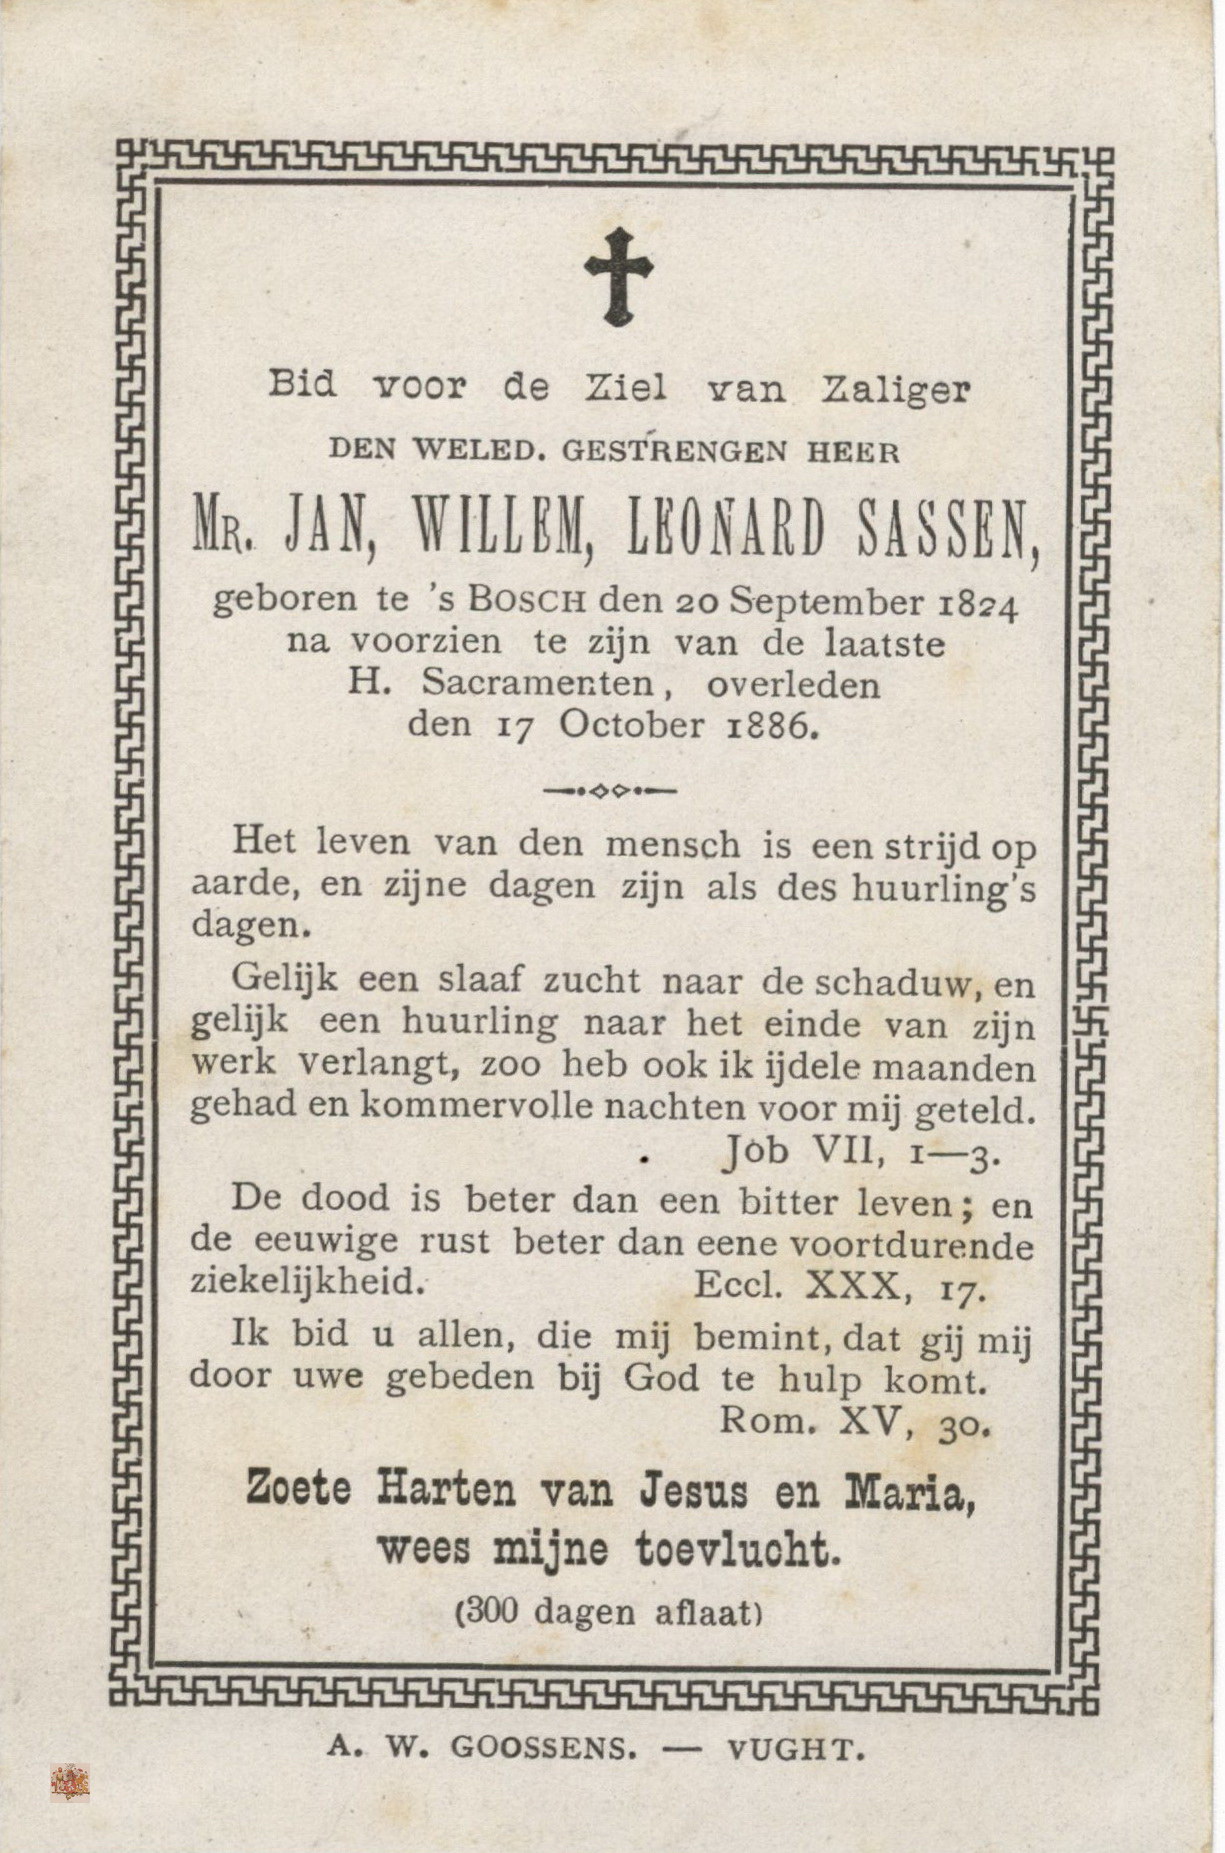 Bid voor de Ziel van Zaliger
DEN WELED. GESTRENGEN HEER
MR. JAN, WILLEM, LEONARD SASSEN,
geboren te 's BOSCH den 20 September 1824
na voorzien te zijn van de laatste
H. Sacramenten, overleden
den 17 October 1886.
Het leven van den mensch is een strijd op
aarde, en zijne dagen zijn als des huurling's
dagen.
Gelijk een slaaf zucht naar de schaduw, en
gelijk een huurling naar het einde van zijn
werk verlangt, zoo heb ook ik ijdele maanden
gehad en kommervolle nachten voor mij geteld.
Job VII, 1—3.
De dood is beter dan een bitter leven; en
de eeuwige rust beter dan eene voortdurende
ziekelijkheid. Eccl. XXX, 17.
Ik bid u allen, die mij bemint, dat gij mij
door uwe gebeden bij God te hulp komt.
Rom. XV, 30.
Zoete Harten van Jesus en Maria,
wees mijne toevlucht.
(300 dagen aflaat)
A. W. GOOSSENS. — VUGHT.